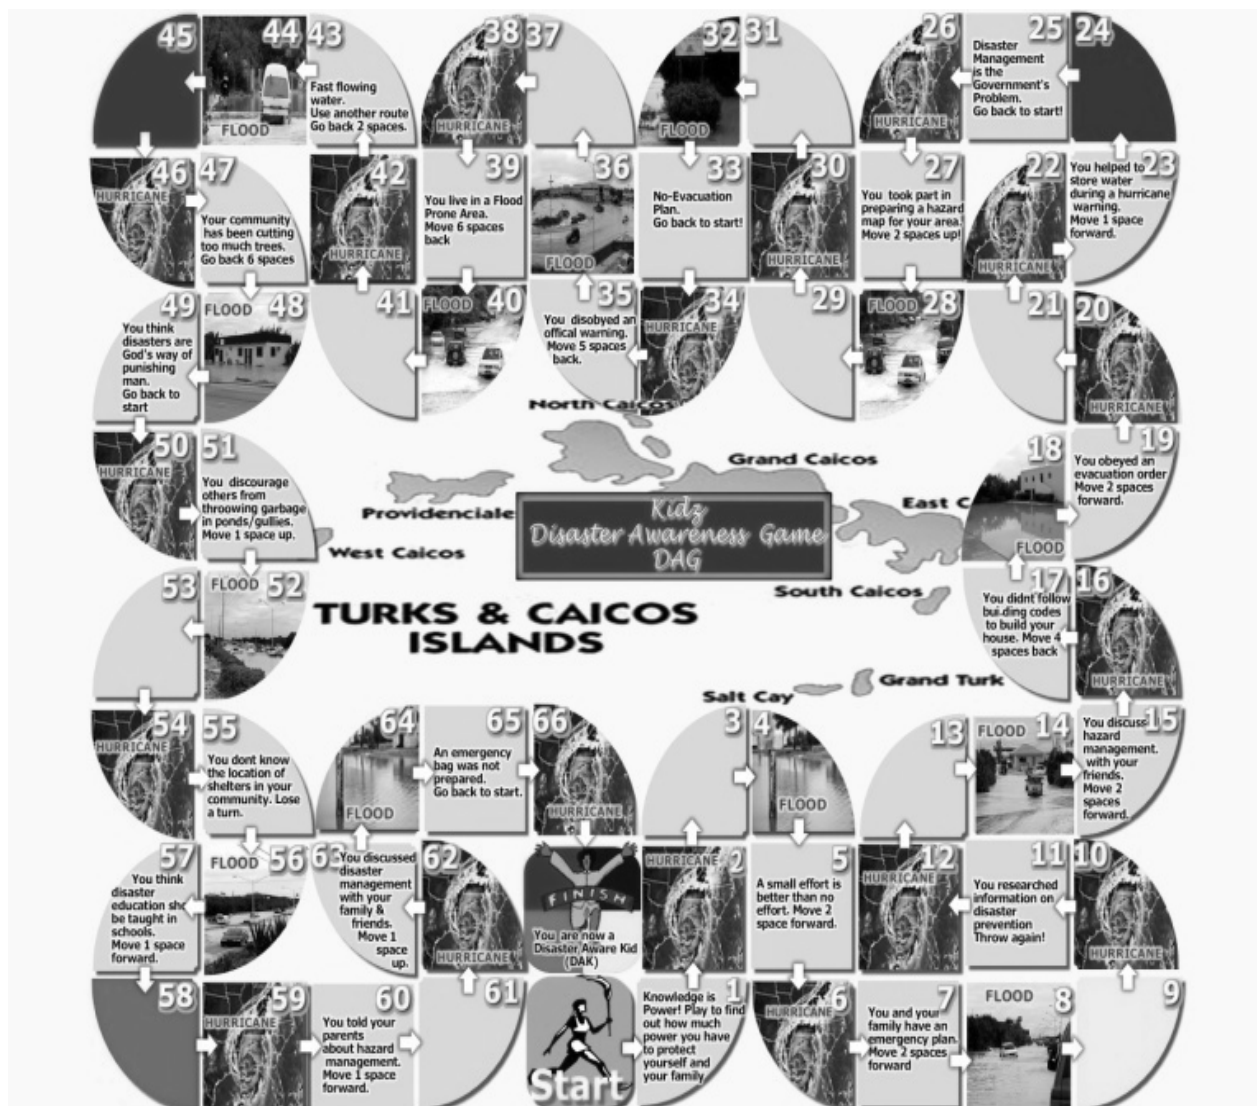 45
44
FLOOD
43
Fast flowing
water.
Use another route
Go back 2 spaces.
38
HURRICANE
37
32
FLOOD
31
26
HURRICANE
25
Disaster
Management
is the
Government's
Problem.
Go back to start!
24
46
HURRICANE
47
Your community
has been cutting
too much trees.
Go back 6 spaces
42
HURRICANE
39
You live in a Flood
Prone Area.
Move 6 spaces
back
36
FLOOD
33
No-Evacuation
Plan.
Go back to start!
30
HURRICANE
27
You took part in
preparing a hazard
map for your area.
Move 2 spaces up!
22
HURRICANE
23
You helped to
store water
during a hurricane
warning.
Move 1 space
forward.
49
You think
disasters are
God's way of
punishing
man.
Go back to
start
48
FLOOD
41
40
FLOOD
35
You disobyed an
offical warning.
Move 5 spaces
back.
34
HURRICANE
29
28
FLOOD
21
20
HURRICANE
50
HURRICANE
51
You discourage
others from
throowing garbage
in ponds/gullies.
Move 1 space up.
North Caicos
Grand Caicos
Providenciale
East C
West Caicos
South Caicos
Kidz
Disaster Awareness Game
DAG
18
FLOOD
19
You obeyed an
evacuation order
Move 2 spaces
forward.
53
52
FLOOD
TURKS & CAICOS
ISLANDS
Salt Cay
Grand Turk
17
You didnt follow
buiding codes
to build your
house. Move 4
spaces back
16
HURRICANE
54
HURRICANE
55
You dont know
the location of
shelters in your
community. Lose
a turn.
64
FLOOD
65
An emergency
bag was not
prepared.
Go back to start.
66
HURRICANE
3
4
FLOOD
13
14
FLOOD
15
You discuss
hazard
management.
with your
friends.
Move 2
spaces
forward.
57
You think
disaster
education sho
be taught in
schools.
Move 1 space
forward.
56
FLOOD
63
You discussed
disaster
management
with your
family &
friends.
Move 1
space
up.
62
HURRICANE
FINISH
You are now a
Disaster Aware Kid
(DAK)
2
HURRICANE
5
A small effort is
better than no
effort. Move 2
space forward.
12
HURRICANE
11
You researched
information on
disaster
prevention
Throw again!
10
HURRICANE
58
59
HURRICANE
60
You told your
parents
about hazard
management.
Move 1 space
forward.
61
Start
1
Knowledge is
Power! Play to find
out how much
power you have
to protect
yourself and
your family
6
HURRICANE
7
You and your
family have an
emergency plan.
Move 2 spaces
forward
8
FLOOD
9